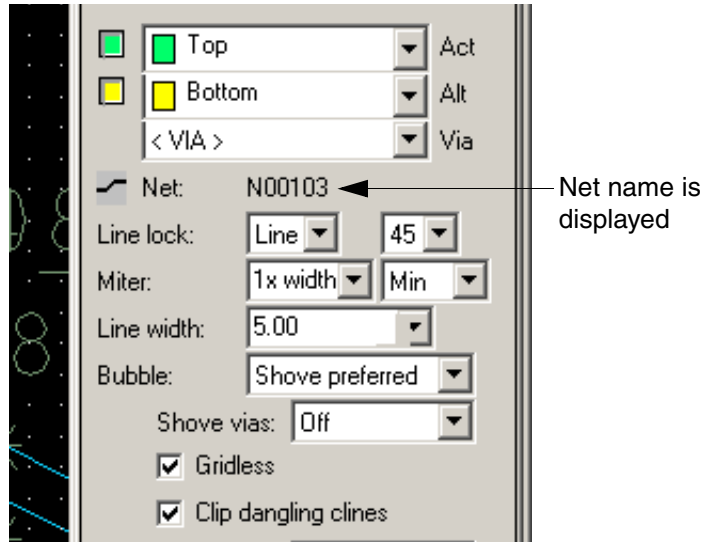 Top Act
Bottom Alt
< VIA > Via
Net: N00103
Net name is
displayed
Line lock: Line 45
Miter: 1x width Min
Line width: 5.00
Bubble: Shove preferred
Shove vias: Off
Gridless
Clip dangling clines
8